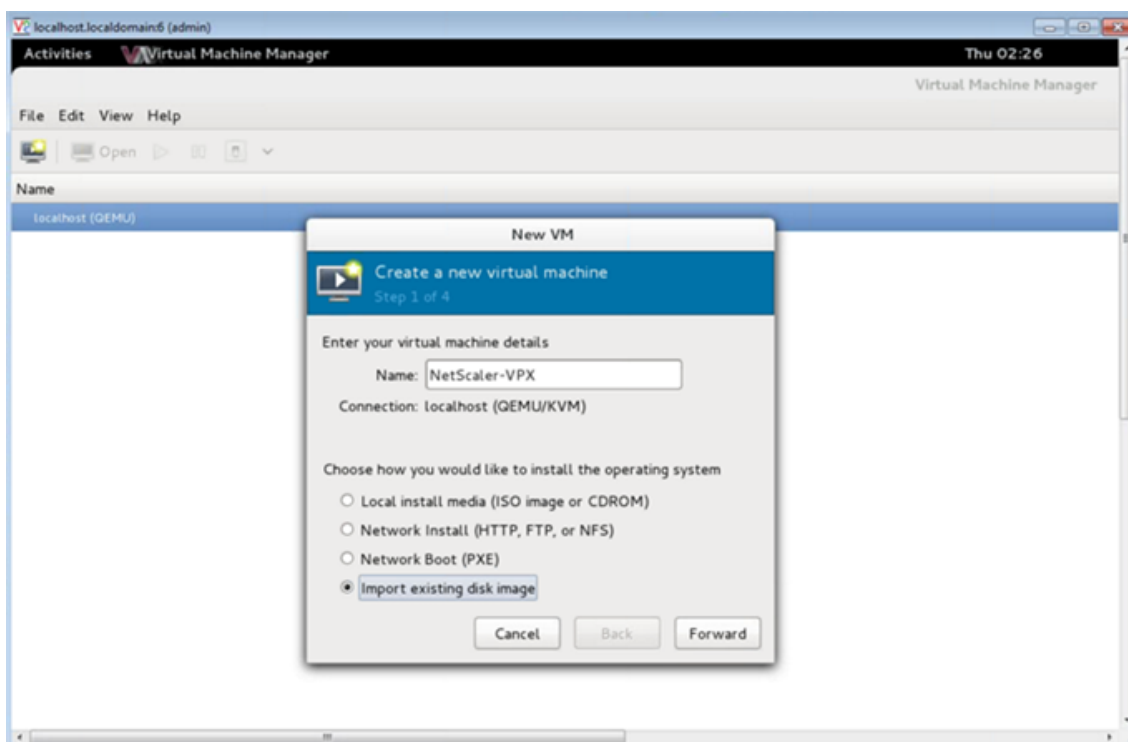 localhost.localdomain:6 (admin)
Activities Virtual Machine Manager Thu 02:26
Virtual Machine Manager
File Edit View Help
Open
Name
localhost (QEMU)
New VM
Create a new virtual machine
Step 1 of 4
Enter your virtual machine details
Name: NetScaler-VPX
Connection: localhost (QEMU/KVM)
Choose how you would like to install the operating system
Local install media (ISO image or CDROM)
Network Install (HTTP, FTP, or NFS)
Network Boot (PXE)
Import existing disk image
Cancel Back Forward